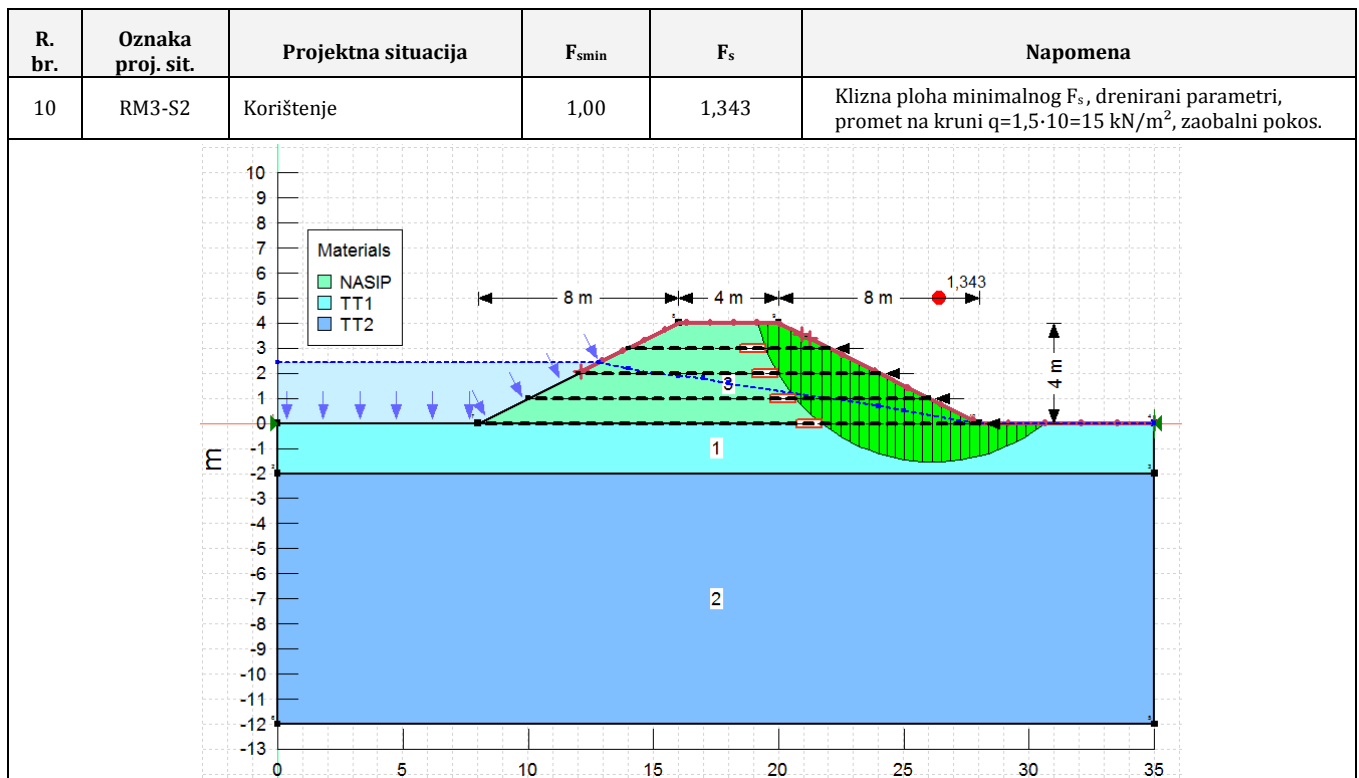 R. br. Oznaka proj. sit. Projektna situacija Fsmin Fs Napomena
10 RM3-S2 Korištenje 1,00 1,343 Klizna ploha minimalnog Fs, drenirani parametri,
promet na kruni q=1,5·10=15 kN/m², zaobalni pokos.
10
9
8
7
6
5
4
3
2
1
0
-1
-2
-3
-4
-5
-6
-7
-8
-9
-10
-11
-12
-13
m
Materials
NASIP
TT1
TT2
8 m
4 m
8 m
1,343
4 m
3
1
2
0 5 10 15 20 25 30 35